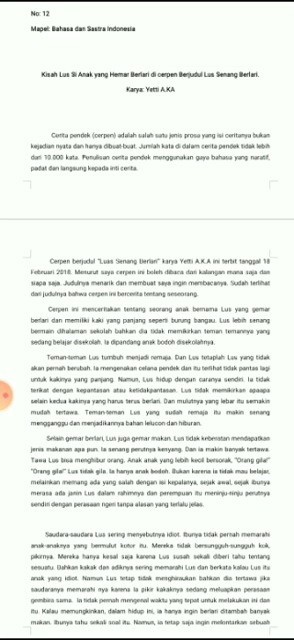 No: 12
Mapel: Bahasa dan Sastra Indonesia
Kisah Lus Si Anak yang Hemar Berlari di cerpen Berjudul Lus Senang Berlari.
Karya: Yetti A.KA
Cerita pendek (cerpen) adalah salah satu jenis prosa yang isi ceritanya bukan
kejadian nyata dan hanya dibuat-buat. Jumlah kata di dalam cerita pendek tidak lebih
dari 10.000 kata. Penulisan cerita pendek menggunakan gaya bahasa yang naratif,
padat dan langsung kepada inti cerita.
Cerpen berjudul "Luas Senang Berlari" karya Yetti A.K.A ini terbit tanggal 18
Februari 2018. Menurut saya cerpen ini boleh dibaca dari kalangan mana saja dan
siapa saja. Judulnya menarik dan membuat saya ingin membacanya. Sudah terlihat
dari judulnya bahwa cerpen ini bercerita tentang seseorang.
Cerpen ini menceritakan tentang seorang anak bernama Lus yang gemar
berlari dan memiliki kaki yang panjang seperti burung bangau. Lus lebih senang
bermain dihalaman sekolah bahkan dia tidak memikirkan teman temannya yang
sedang belajar disekolah. Ia dipandang anak bodoh disekolahnya.
Teman-teman Lus tumbuh menjadi remaja. Dan Lus tetaplah Lus yang tidak
akan pernah berubah. Ia mengenakan celana pendek dan itu terlihat tidak pantas lagi
untuk kakinya yang panjang. Namun, Lus hidup dengan caranya sendiri. Ia tidak
terikat dengan kepantasan atau ketidakpantasan. Lus tidak memikirkan apaapa
selain kedua kakinya yang harus terus berlari. Dan mulutnya yang lebar itu semakin
mudah tertawa. Teman-teman Lus yang sudah remaja itu makin senang
mengganggu dan menjadikannya bahan lelucon dan hiburan.
Selain gemar berlari, Lus juga gemar makan. Lus tidak keberatan mendapatkan
jenis makanan apa pun. Ia senang perutnya kenyang. Dan ia makin banyak tertawa.
Tawa Lus bisa menghibur orang. Anak anak yang lebih kecil bersorak, "Orang gila!"
"Orang gila!" Lus tidak gila. Ia hanya anak bodoh. Bukan karena ia tidak mau belajar,
melainkan memang ada yang salah dengan isi kepalanya, sejak awal, sejak ibunya
merasa ada janin Lus dalam rahimnya dan perempuan itu meninju-ninju perutnya
sendiri dengan perasaan ngeri tanpa alasan yang terlalu jelas.
Saudara-saudara Lus sering menyebutnya idiot. Ibunya tidak pernah memarahi
anak-anaknya yang bermulut kotor itu. Mereka tidak bersungguh-sungguh kok,
pikirnya. Mereka hanya kesal saja karena Lus susah sekali diberi tahu tentang
sesuatu. Bahkan kakak dan adiknya sering memarahi Lus dan berkata kalau Lus itu
anak yang idiot. Namun Lus tetap tidak menghiraukan bahkan dia tertawa jika
saudaranya memarahi nya karena ia pikir kakaknya sedang meluapkan perasaan
gembira sama. Ia tidak pernah mengenal waktu yang tepat untuk melakukan ini dan
itu. Kalau memungkinkan, dalam hidup ini, ia hanya ingin berlari ditambah banyak
makan. Ibunya tahu sekali soal itu. Namun, ia tetap saja ingin melontarkan sebuah